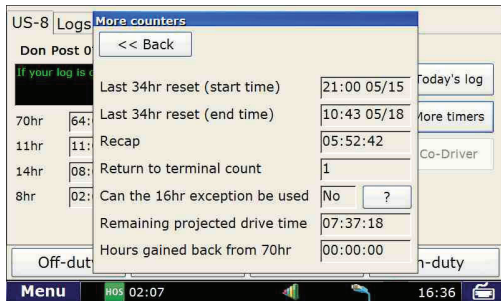 US-8 Logs More counters
Don Post 0
<< Back
If your log is
Last 34hr reset (start time) 21:00 05/15
Today's log
Last 34hr reset (end time) 10:43 05/18
More timers
70hr 64:
Recap 05:52:42
11hr 11:
Co-Driver
Return to terminal count 1
14hr 08:
Can the 16hr exception be used No ?
8hr 02:
Remaining projected drive time 07:37:18
Hours gained back from 70hr 00:00:00
Off-dut n-duty
Menu HOS 02:07 16:36